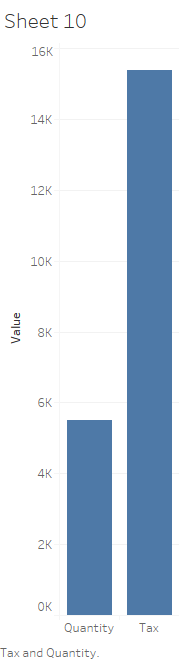 Sheet 10
16K
14K
12K
10K
8K
6K
4K
2K
0K
Value
Quantity Tax
Tax and Quantity.